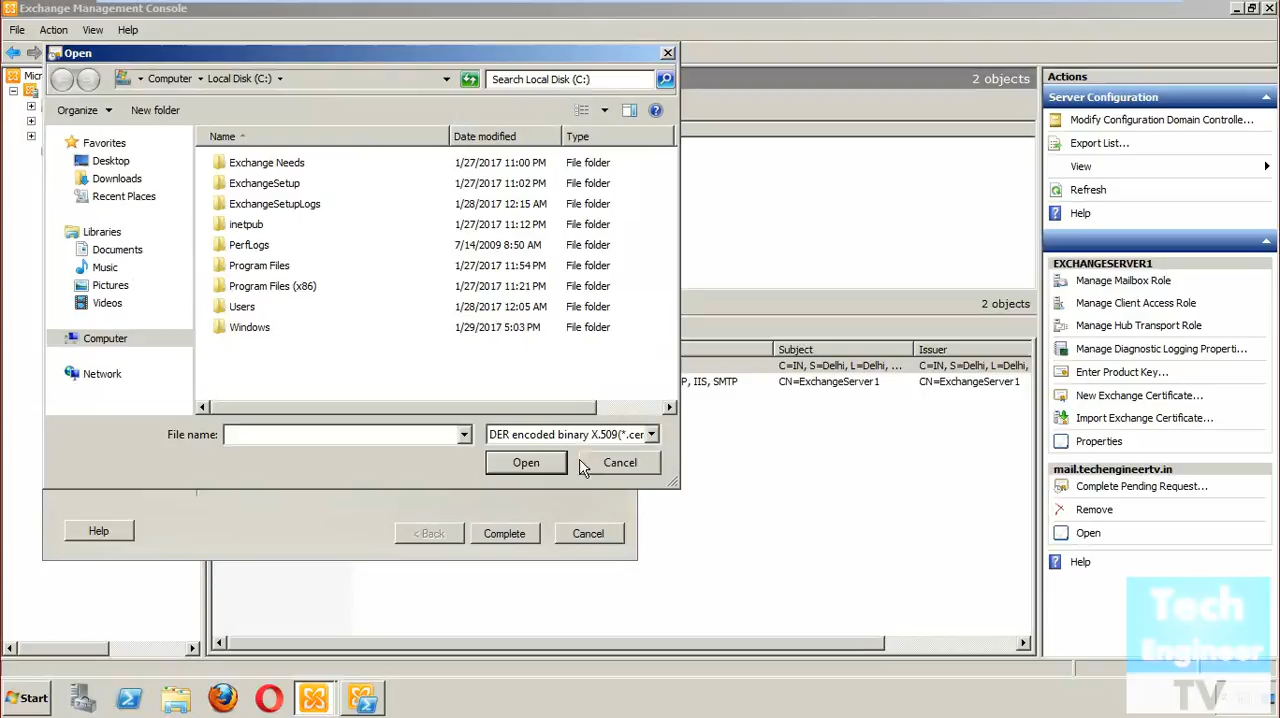 Exchange Management Console
File Action View Help
Open
Computer Local Disk (C:)
Search Local Disk (C:)
2 objects
Organize New folder
Name Date modified Type
Favorites
Desktop
Downloads
Recent Places
Libraries
Documents
Music
Pictures
Videos
Computer
Network
Exchange Needs 1/27/2017 11:00 PM File folder
ExchangeSetup 1/27/2017 11:02 PM File folder
ExchangeSetupLogs 1/28/2017 12:15 AM File folder
inetpub 1/27/2017 11:12 PM File folder
PerfLogs 7/14/2009 8:50 AM File folder
Program Files 1/27/2017 11:54 PM File folder
Program Files (x86) 1/27/2017 11:21 PM File folder
Users 1/28/2017 12:05 AM File folder
Windows 1/29/2017 5:03 PM File folder
File name:
DER encoded binary X.509(*.cer
Open Cancel
Help < Back Complete Cancel
2 objects
Subject Issuer
C=IN, S=Delhi, L=Delhi, ... C=IN, S=Delhi, L=Delhi,
P, IIS, SMTP CN=ExchangeServer1 CN=ExchangeServer1
Actions
Server Configuration
Modify Configuration Domain Controlle...
Export List...
View
Refresh
Help
EXCHANGESERVER1
Manage Mailbox Role
Manage Client Access Role
Manage Hub Transport Role
Manage Diagnostic Logging Properti...
Enter Product Key...
New Exchange Certificate...
Import Exchange Certificate...
Properties
mail.techengineertv.in
Complete Pending Request...
Remove
Open
Help
Tech
Engineer
TV
Start